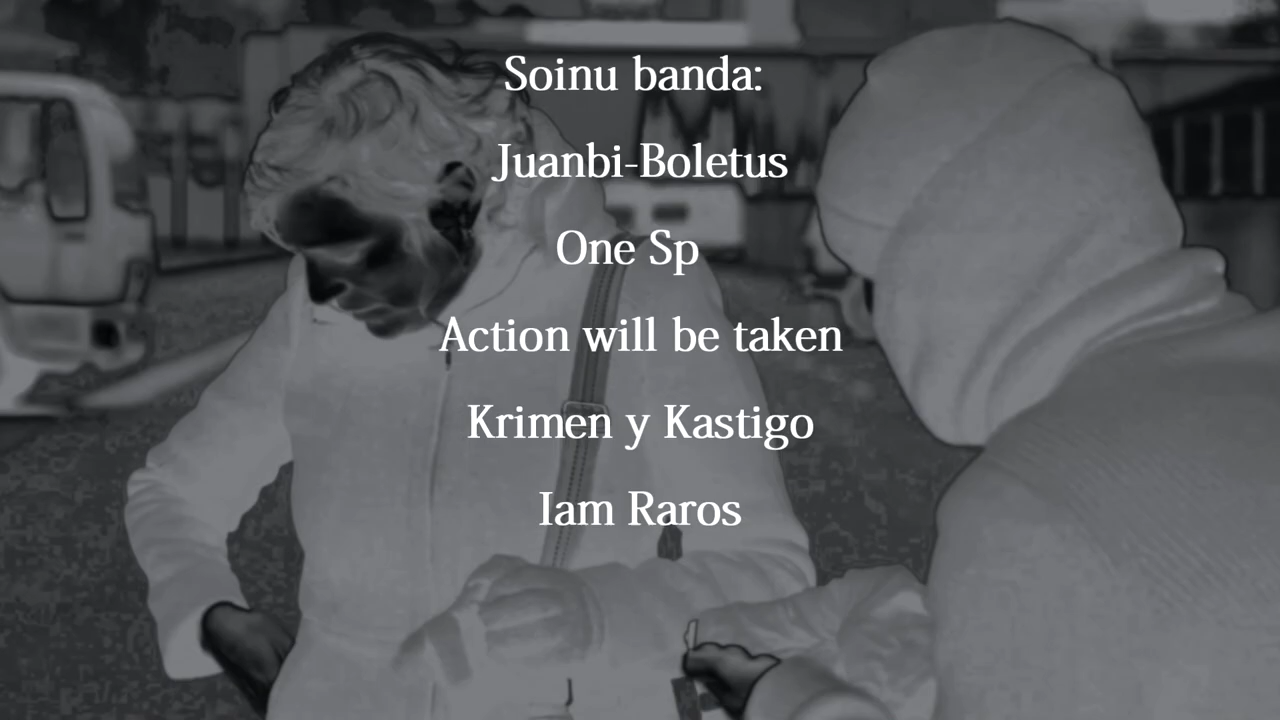 Soinu banda:
Juanbi-Boletus
One Sp
Action will be taken
Krimen y Kastigo
Iam Raros